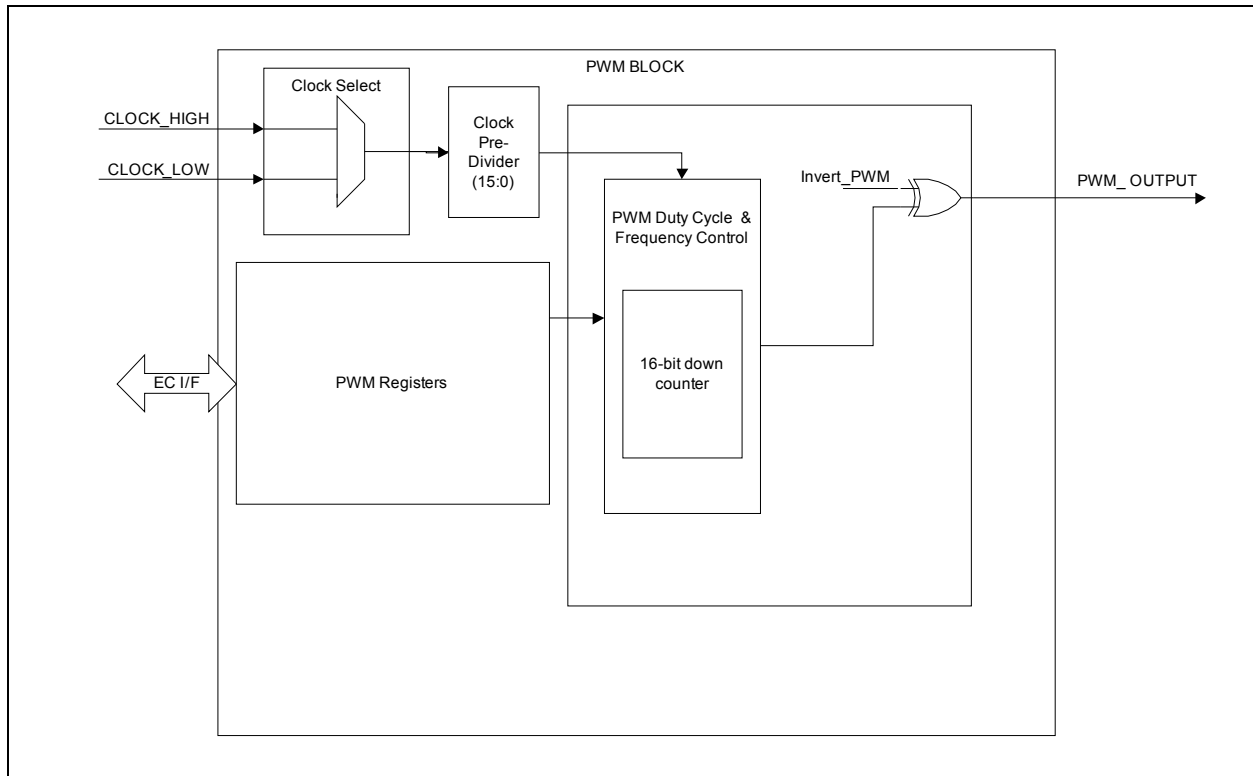 PWM BLOCK
Clock Select
CLOCK_HIGH
CLOCK_LOW
Clock
Pre-
Divider
(15:0)
Invert_PWM
PWM_ OUTPUT
PWM Duty Cycle &
Frequency Control
16-bit down
counter
EC I/F
PWM Registers